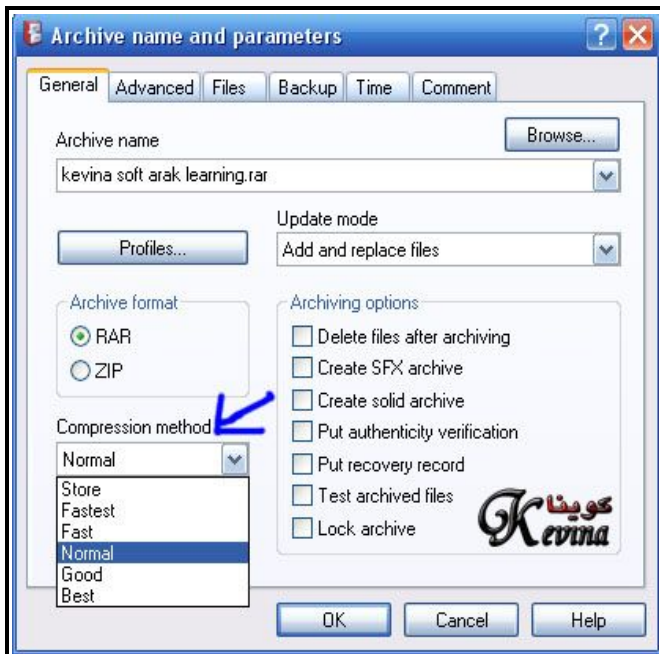 Archive name and parameters
General Advanced Files Backup Time Comment
Archive name
Browse...
kevina soft arak learning.rar
Profiles...
Update mode
Add and replace files
Archive format
RAR
ZIP
Compression method
Normal
Store
Fastest
Fast
Normal
Good
Best
Archiving options
Delete files after archiving
Create SFX archive
Create solid archive
Put authenticity verification
Put recovery record
Test archived files
Lock archive
كوينا
Kevina
OK Cancel Help